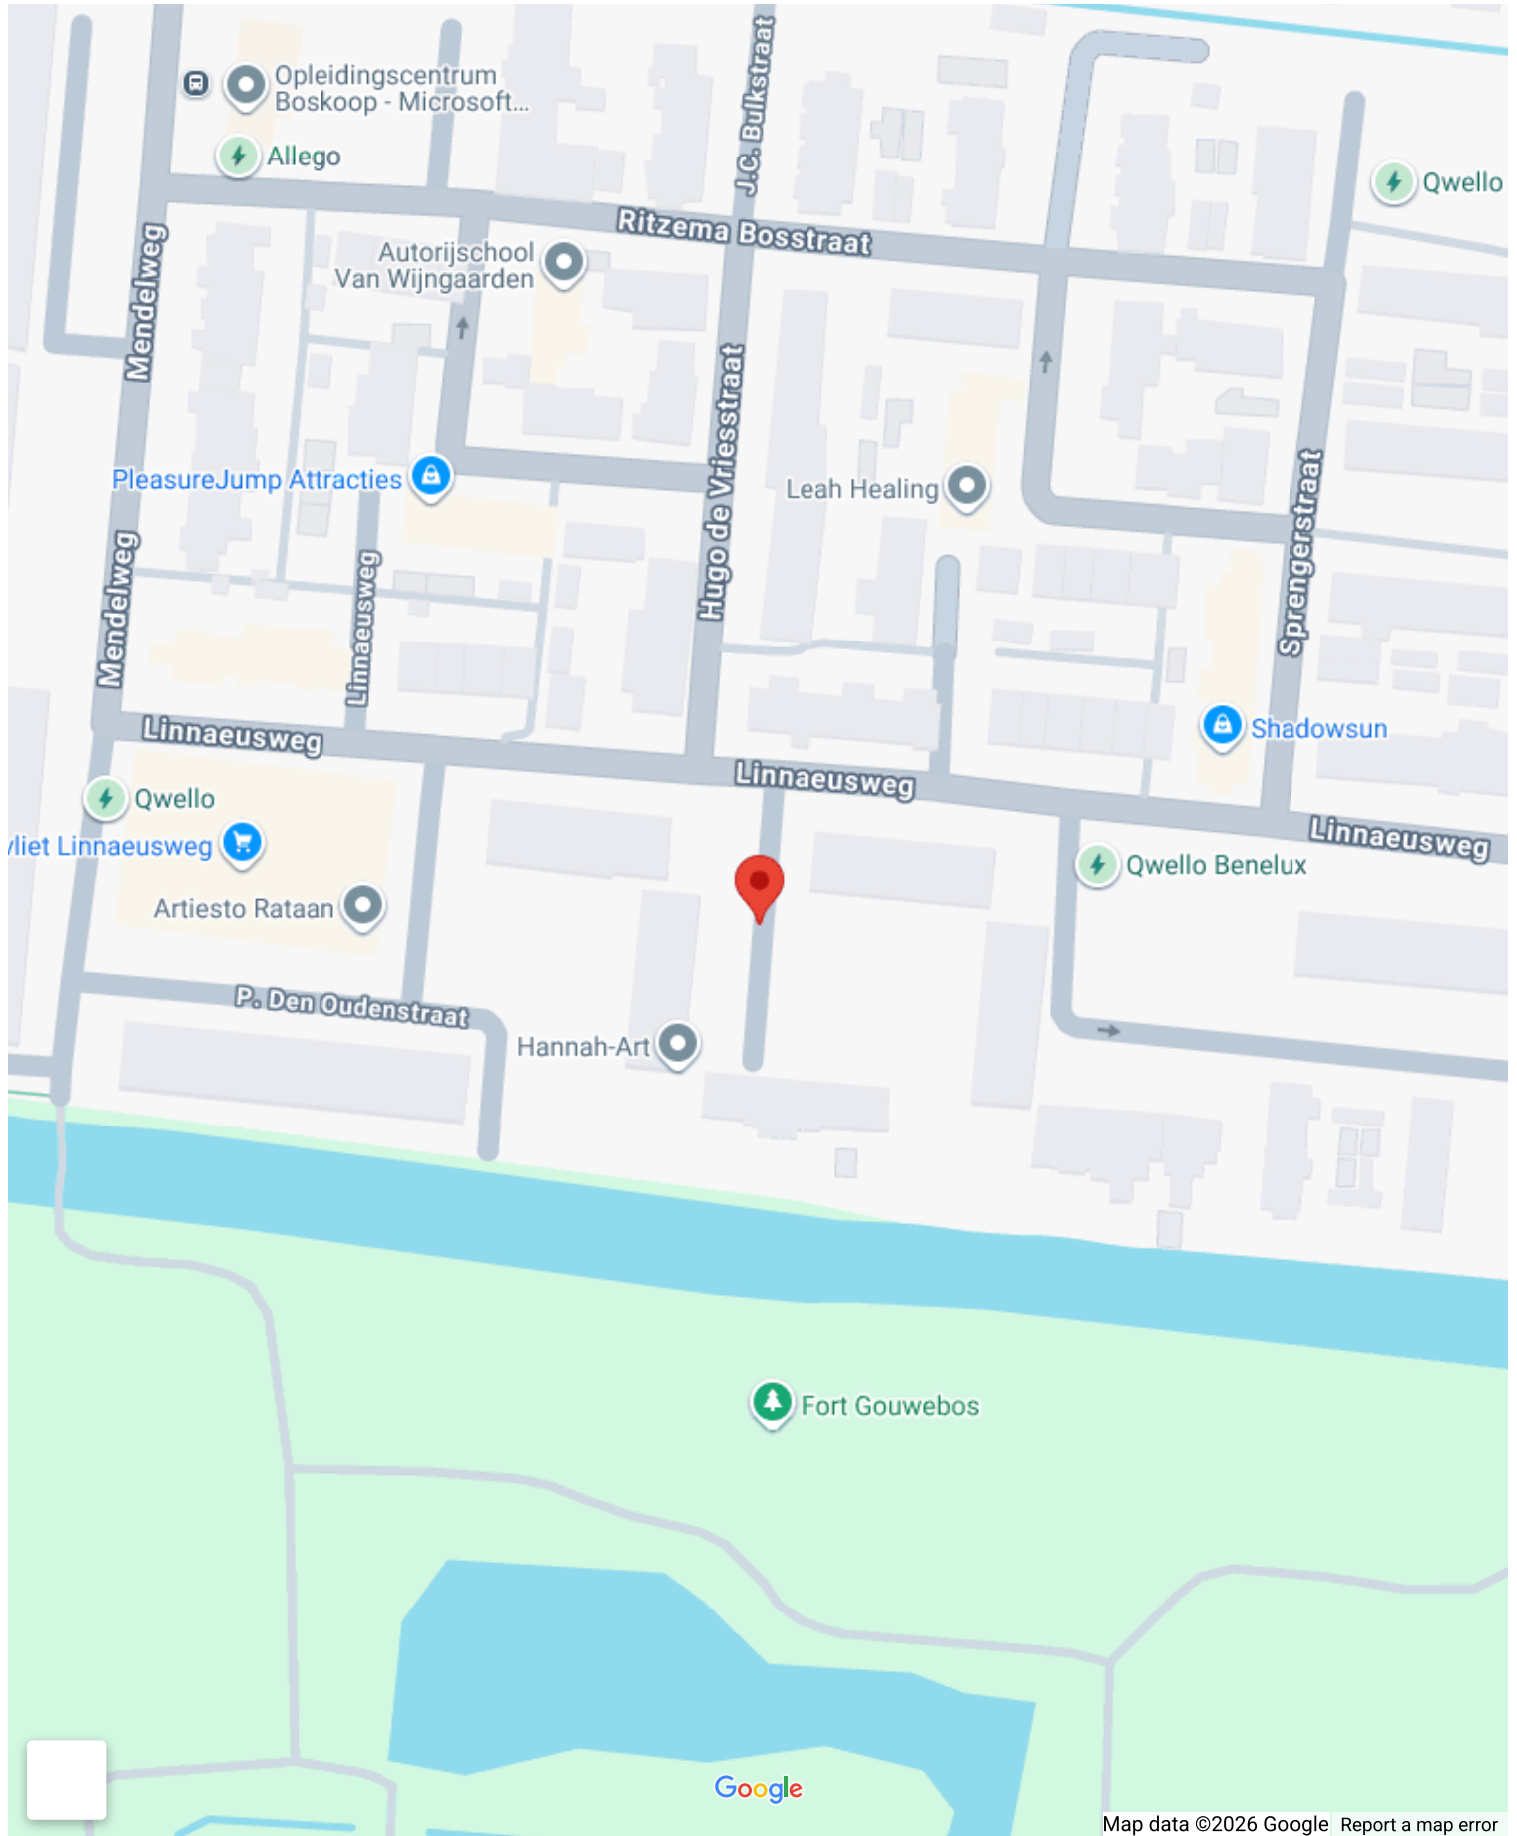 Opleidingscentrum
Boskoop - Microsoft...
Allego
J.C. Bulkstraat
Qwello
Ritzema Bosstraat
Autorijschool
Van Wijngaarden
Mendelweg
Hugo de Vriesstraat
PleasureJump Attracties
Leah Healing
Sprengerstraat
Mendelweg
Linnaeusweg
Linnaeusweg
Shadowsun
Linnaeusweg
Linnaeusweg
Qwello
vliet Linnaeusweg
Qwello Benelux
Artiesto Rataan
P. Den Oudenstraat
Hannah-Art
Fort Gouwebos
Google
Map data ©2026 Google
Report a map error